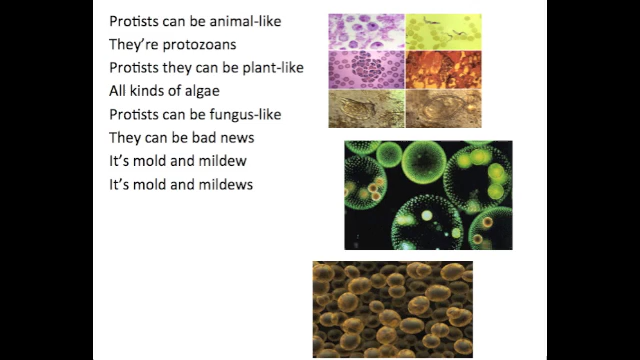 Protists can be animal-like
They’re protozoans
Protists they can be plant-like
All kinds of algae
Protists can be fungus-like
They can be bad news
It’s mold and mildew
It’s mold and mildews